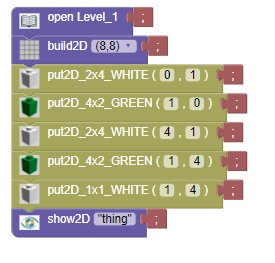 open Level_1 ;
build2D (8,8) ;
put2D_2x4_WHITE ( 0 , 1 ) ;
put2D_4x2_GREEN ( 1 , 0 ) ;
put2D_2x4_WHITE ( 4 , 1 ) ;
put2D_4x2_GREEN ( 1 , 4 ) ;
put2D_1x1_WHITE ( 1 , 4 ) ;
show2D "thing" ;